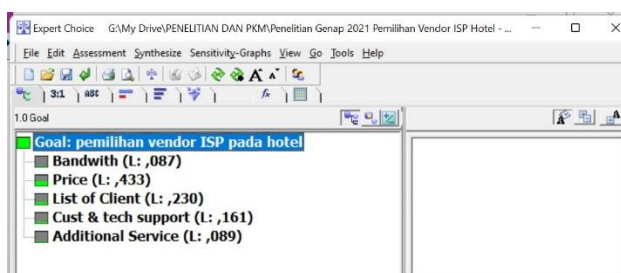 Expert Choice G:\My Drive\PENELITIAN DAN PKM\Penelitian Genap 2021 Pemilihan Vendor ISP Hotel - ...
File Edit Assessment Synthesize Sensitivity-Graphs View Go Tools Help
3:1 ABC fx
1.0 Goal
Goal: pemilihan vendor ISP pada hotel
Bandwith (L: ,087)
Price (L: ,433)
List of Client (L: ,230)
Cust & tech support (L: ,161)
Additional Service (L: ,089)